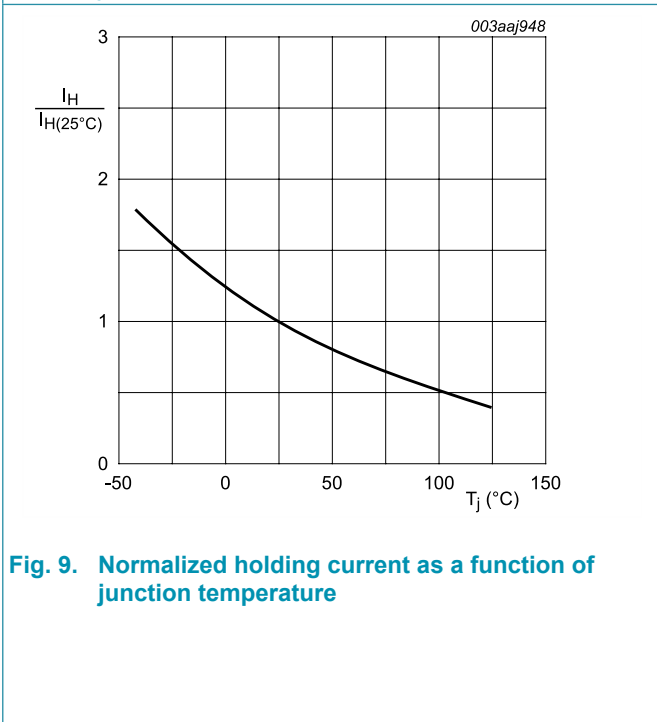 003aaj948
3
I_H
I_H(25°C)
2
1
0
-50 0 50 100 150
T_j (°C)
Fig. 9. Normalized holding current as a function of
junction temperature